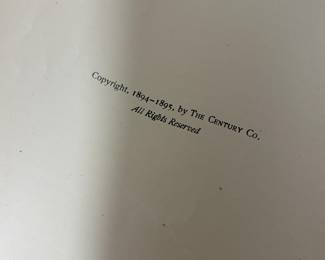 Copyright, 1894–1895, by The Century Co.
All Rights Reserved